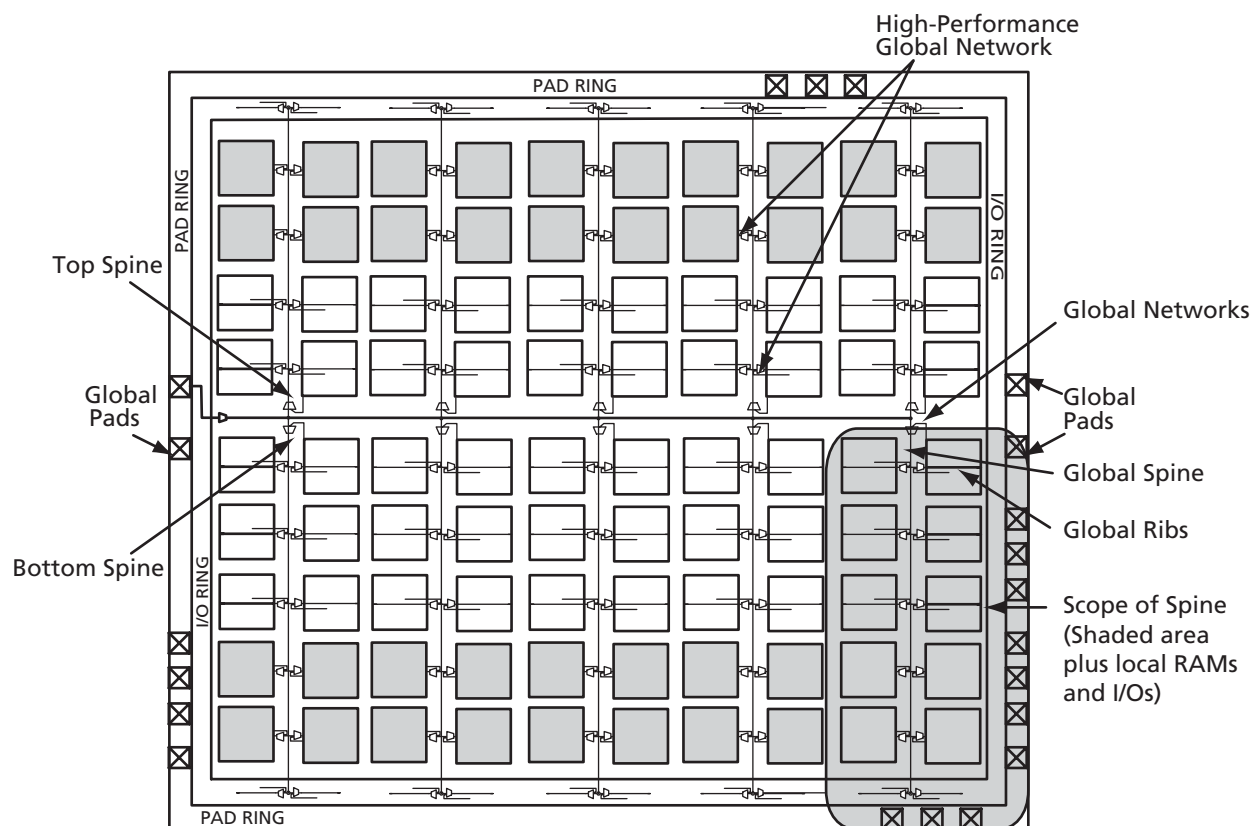 High-Performance
Global Network
PAD RING
PAD RING
I/O RING
Top Spine
Global Networks
Global
Pads
Global
Pads
Global Spine
Global Ribs
Bottom Spine
I/O RING
Scope of Spine
(Shaded area
plus local RAMs
and I/Os)
PAD RING